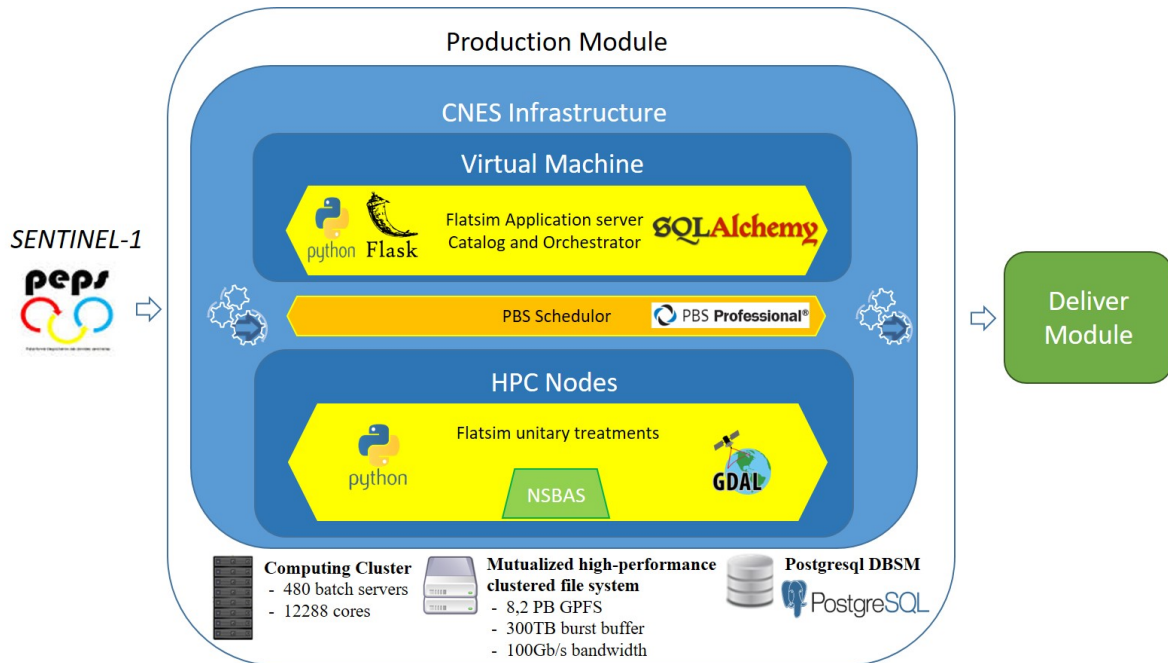 Production Module
CNES Infrastructure
Virtual Machine
Flatsim Application server
Catalog and Orchestrator
python
Flask
SQLAlchemy
SENTINEL-1
peps
PBS Schedulor
PBS Professional®
Deliver
Module
HPC Nodes
Flatsim unitary treatments
python
GDAL
NSBAS
Computing Cluster
- 480 batch servers
- 12288 cores
Mutualized high-performance
clustered file system
- 8,2 PB GPFS
- 300TB burst buffer
- 100Gb/s bandwidth
Postgresql DBSM
PostgreSQL